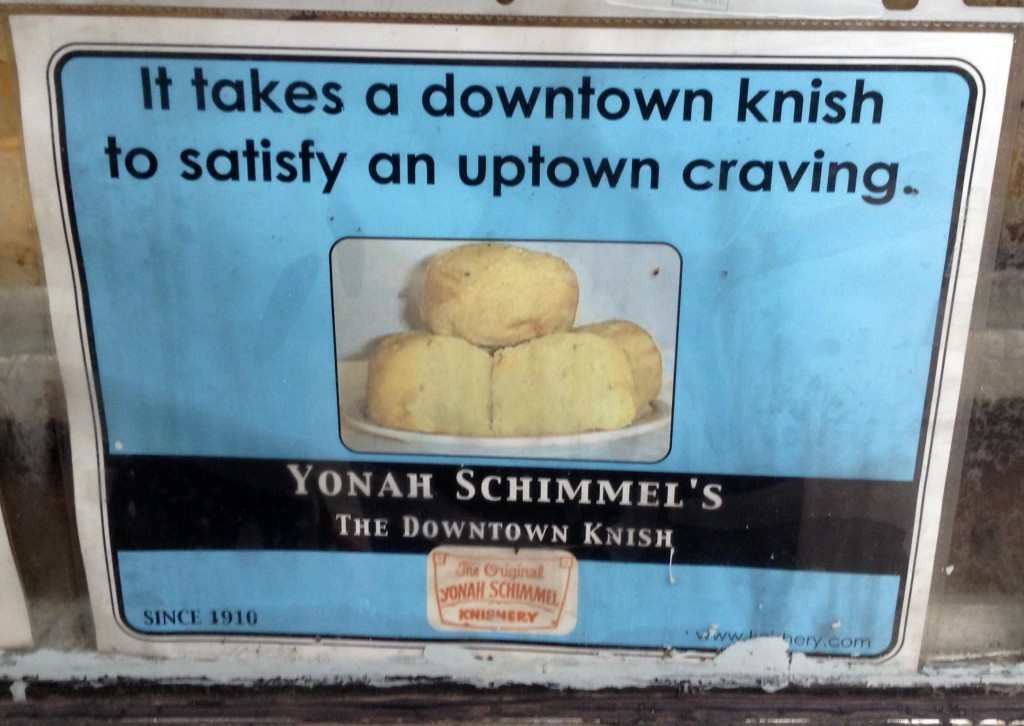 It takes a downtown knish
to satisfy an uptown craving.
YONAH SCHIMMEL'S
THE DOWNTOWN KNISH
The Original
YONAH SCHIMMEL
KNISHERY
SINCE 1910